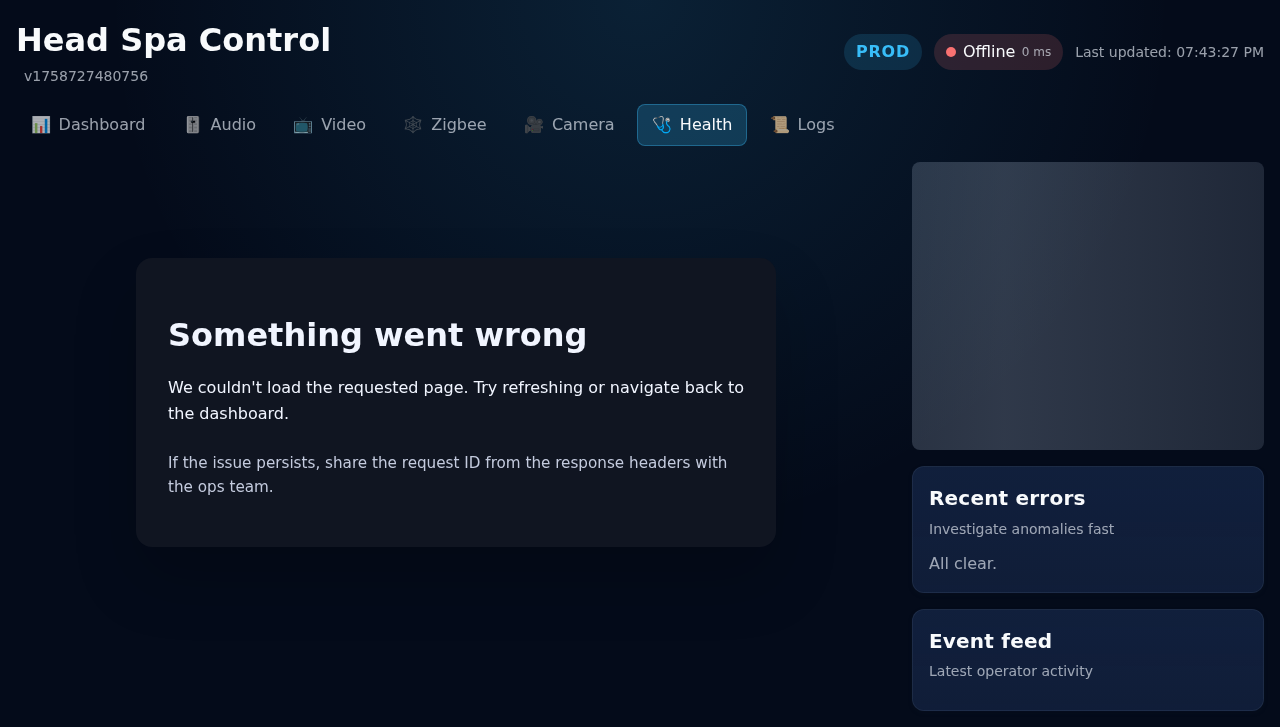 Head Spa Control
v1758727480756
PROD
Offline 0 ms
Last updated: 07:43:27 PM
Dashboard
Audio
Video
Zigbee
Camera
Health
Logs
Something went wrong
We couldn't load the requested page. Try refreshing or navigate back to
the dashboard.
If the issue persists, share the request ID from the response headers with
the ops team.
Recent errors
Investigate anomalies fast
All clear.
Event feed
Latest operator activity